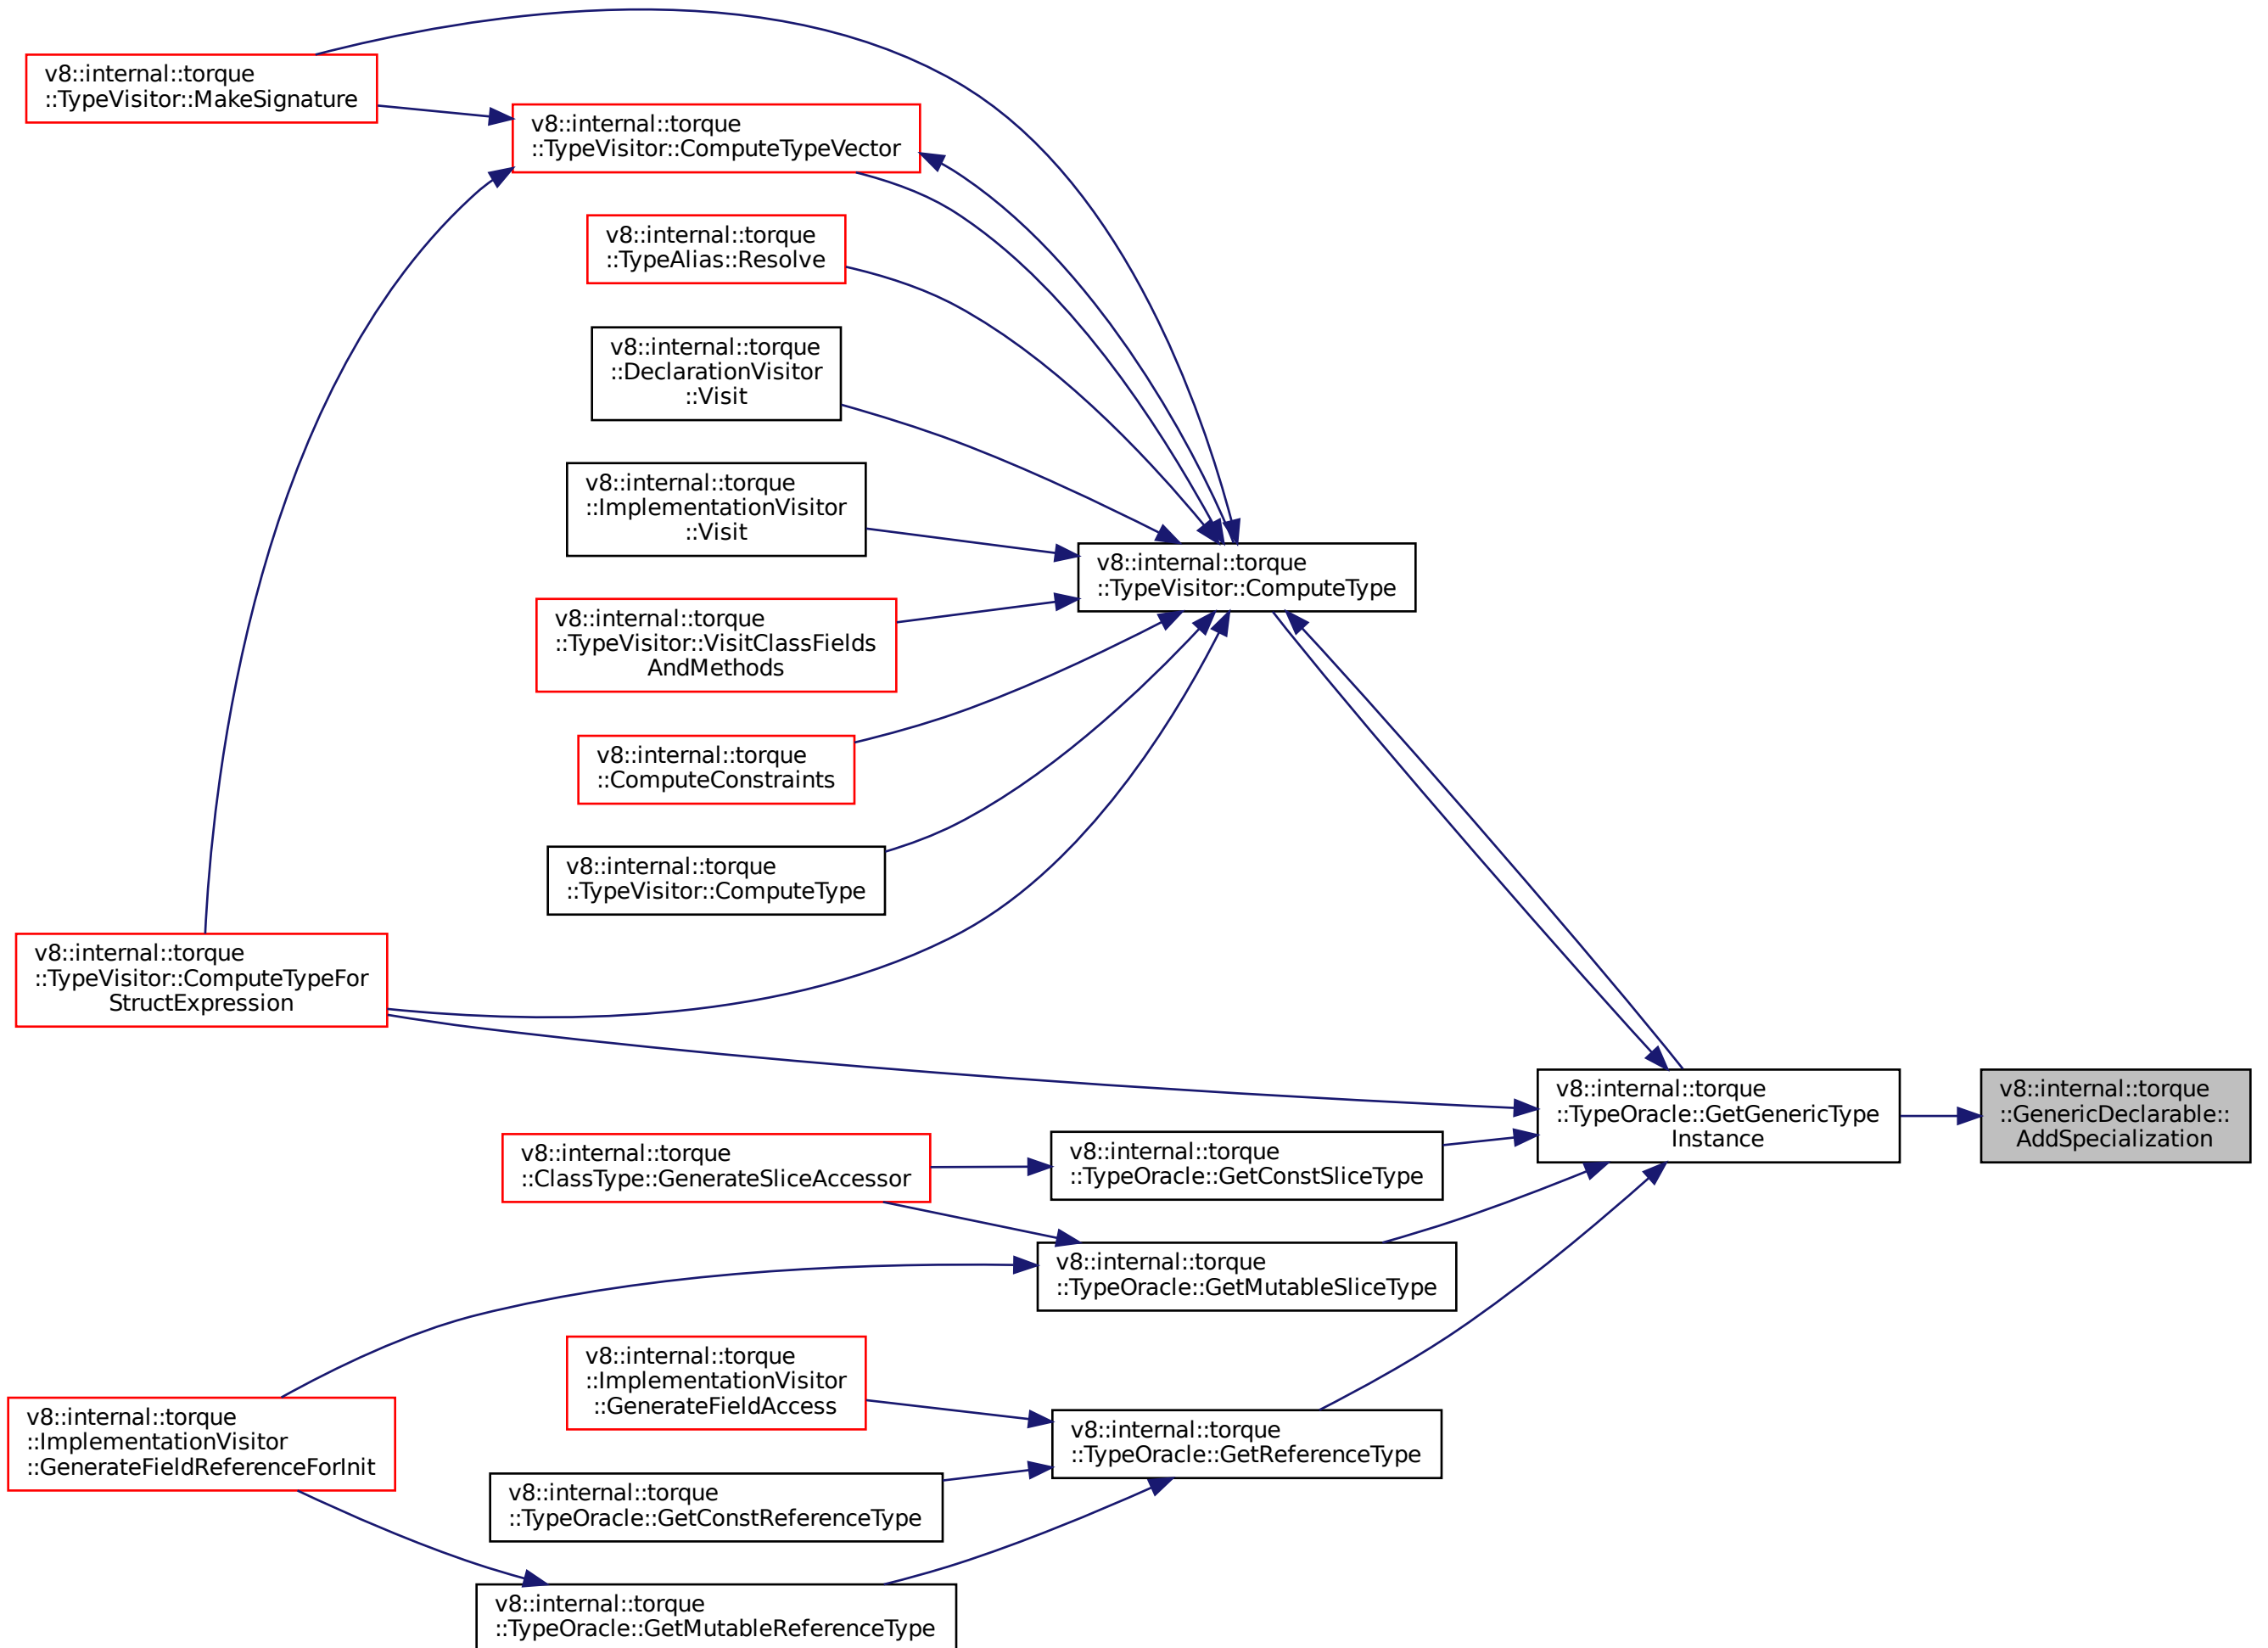 v8::internal::torque
::TypeVisitor::MakeSignature
v8::internal::torque
::TypeVisitor::ComputeTypeVector
v8::internal::torque
::TypeAlias::Resolve
v8::internal::torque
::DeclarationVisitor
::Visit
v8::internal::torque
::ImplementationVisitor
::Visit
v8::internal::torque
::TypeVisitor::ComputeType
v8::internal::torque
::TypeVisitor::VisitClassFields
AndMethods
v8::internal::torque
::ComputeConstraints
v8::internal::torque
::TypeVisitor::ComputeType
v8::internal::torque
::TypeVisitor::ComputeTypeFor
StructExpression
v8::internal::torque
::TypeOracle::GetGenericType
Instance
v8::internal::torque
::GenericDeclarable::
AddSpecialization
v8::internal::torque
::ClassType::GenerateSliceAccessor
v8::internal::torque
::TypeOracle::GetConstSliceType
v8::internal::torque
::TypeOracle::GetMutableSliceType
v8::internal::torque
::ImplementationVisitor
::GenerateFieldAccess
v8::internal::torque
::ImplementationVisitor
::GenerateFieldReferenceForInit
v8::internal::torque
::TypeOracle::GetReferenceType
v8::internal::torque
::TypeOracle::GetConstReferenceType
v8::internal::torque
::TypeOracle::GetMutableReferenceType